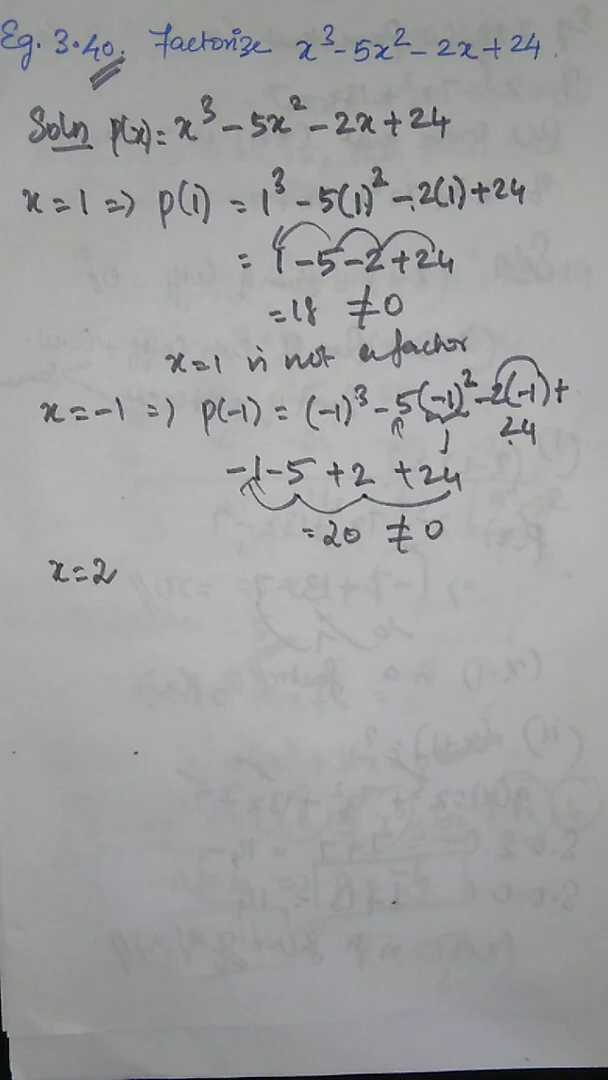 Eg. 3.40. Factorize x³-5x²-2x+24.
Soln p(x)=x³-5x²-2x+24
x=1 => p(1) = 1³-5(1)²-2(1)+24
= 1-5-2+24
=18 ≠0
x=1 is not a factor
x=-1 => p(-1) = (-1)³-5(-1)²-2(-1)+
24
-1-5+2+24
=20 ≠0
x=2